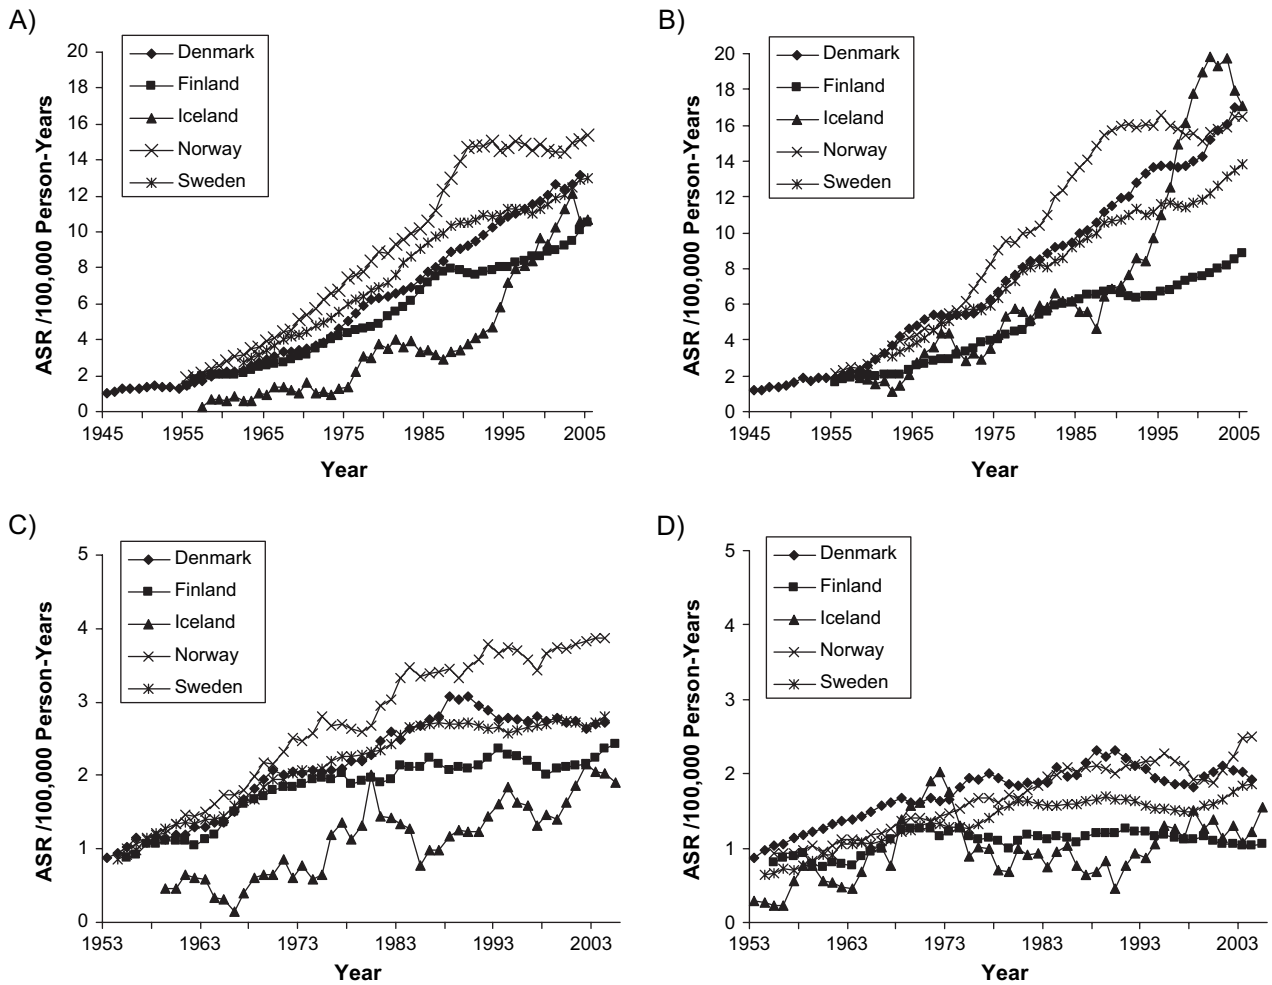 A)
ASR /100,000 Person-Years
20
18
16
14
12
10
8
6
4
2
0
Denmark
Finland
Iceland
Norway
Sweden
1945 1955 1965 1975 1985 1995 2005
Year
B)
ASR /100,000 Person-Years
20
18
16
14
12
10
8
6
4
2
0
Denmark
Finland
Iceland
Norway
Sweden
1945 1955 1965 1975 1985 1995 2005
Year
C)
ASR /100,000 Person-Years
5
4
3
2
1
0
Denmark
Finland
Iceland
Norway
Sweden
1953 1963 1973 1983 1993 2003
Year
D)
ASR /100,000 Person-Years
5
4
3
2
1
0
Denmark
Finland
Iceland
Norway
Sweden
1953 1963 1973 1983 1993 2003
Year